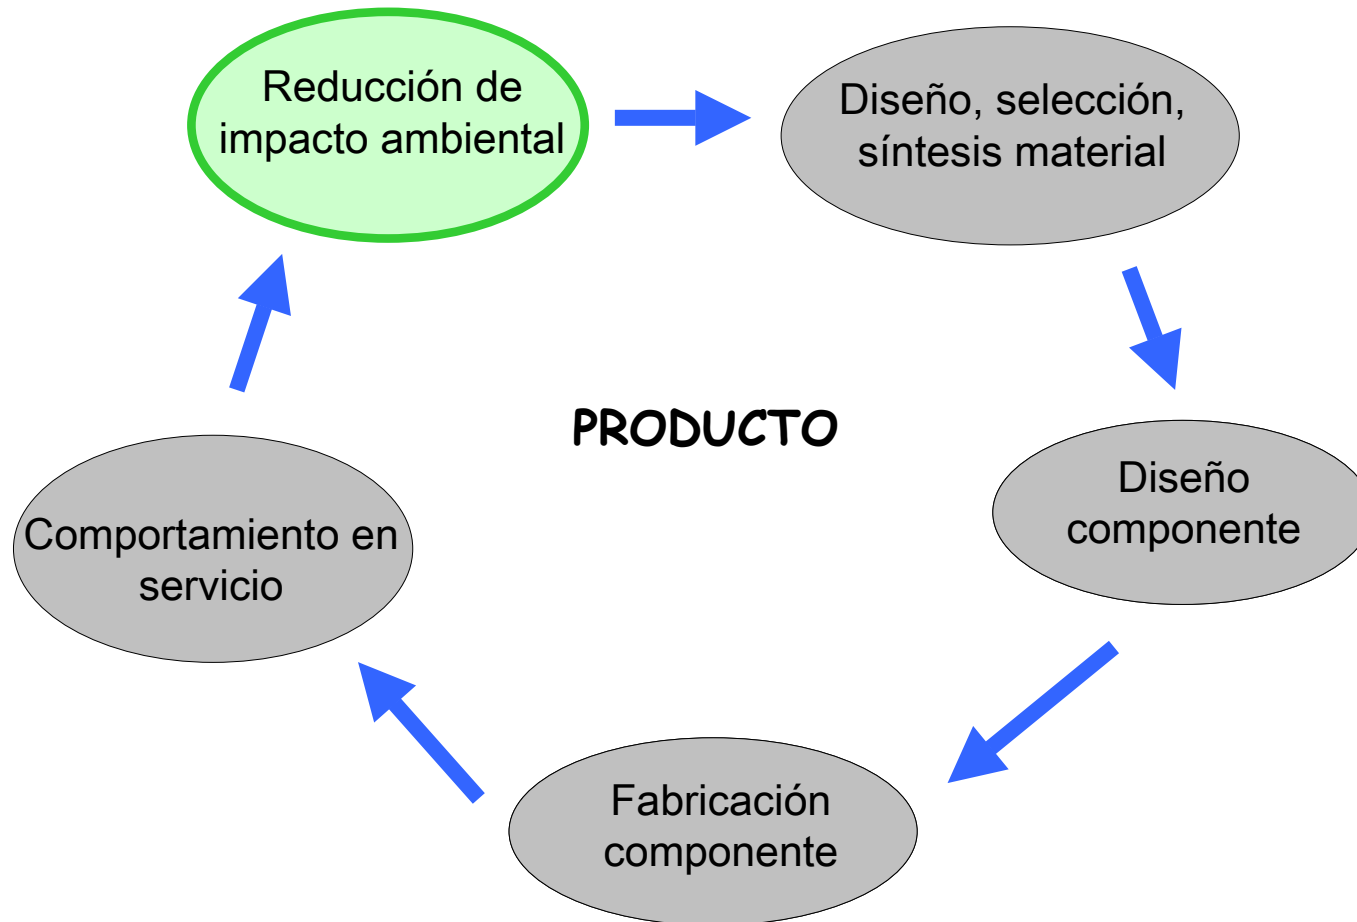 Reducción de
impacto ambiental
Diseño, selección,
síntesis material
PRODUCTO
Diseño
componente
Comportamiento en
servicio
Fabricación
componente